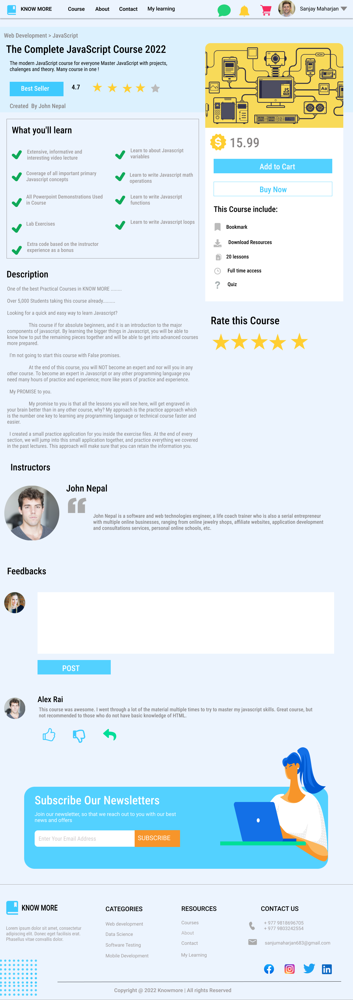 KNOW MORE
Course
About
Contact
My learning
Sanjay Maharjan
Web Development > JavaScript
The Complete JavaScript Course 2022
The modern JavaScript course for everyone Master JavaScript with projects,
chalenges and theory. Many course in one !
Best Seller
4.7
Created By John Nepal
JS
Aa
What you'll learn
Extensive, informative and
interesting video lecture
Coverage of all important primary
Javascript concepts
All Powerpoint Demonstrations Used
in Course
Lab Exercises
Extra code based on the instructor
experience as a bonus
Learn to about Javascript
variables
Learn to write Javascript math
operations
Learn to write Javascript
functions
Learn to write Javascript loops
$ 15.99
Add to Cart
Buy Now
This Course include:
Bookmark
Download Resources
20 lessons
Full time access
? Quiz
Description
One of the best Practical Courses in KNOW MORE ........
Over 5,000 Students taking this course already.........
Looking for a quick and easy way to learn Javascript?
This course if for absolute beginners, and it is an introduction to the major
components of javascript. By learning the bigger things in Javascript, you will be able to
know how to put the remaining pieces together and will be able to get into advanced courses
more prepared.
I'm not going to start this course with False promises.
At the end of this course, you will NOT become an expert and nor will you in any
other course. To become an expert in Javascript or any other programming language you
need many hours of practice and experience; more like years of practice and experience.
My PROMISE to you.
My promise to you is that all the lessons you will see here, will get engraved in
your brain better than in any other course, why? My approach is the practice approach which
is the number one key to learning any programming language or technical course faster and
easier.
I created a small practice application for you inside the exercise files. At the end of every
section, we will jump into this small application together, and practice everything we covered
in the past lectures. This approach will make sure that you can retain the information you.
Rate this Course
Instructors
John Nepal
“
John Nepal is a software and web technologies engineer, a life coach trainer who is also a serial entrepreneur
with multiple online businesses, ranging from online jewelry shops, affiliate websites, application development
and consultations services, personal online schools, etc.
Feedbacks
POST
Alex Rai
This course was awesome. I went through a lot of the material multiple times to try to master my javascript skills. Great course, but
not recommended to those who do not have basic knowledge of HTML.
Subscribe Our Newsletters
Join our newsletter, so that we reach out to you with our best
news and offers
Enter Your Email Address
SUBSCRIBE
KNOW MORE
Lorem ipsum dolor sit amet, consectetur
adipiscing elit. Donec eget facilisis erat.
Phasellus vitae convallis dolor.
CATEGORIES
Web development
Data Science
Software Testing
Mobile Development
RESOURCES
Courses
About
Contact
My Learning
CONTACT US
+ 977 9818696705
+ 977 9803242554
sanjumaharjan683@gmail.com
Copyright @ 2022 Knowmore | All rights Reserved